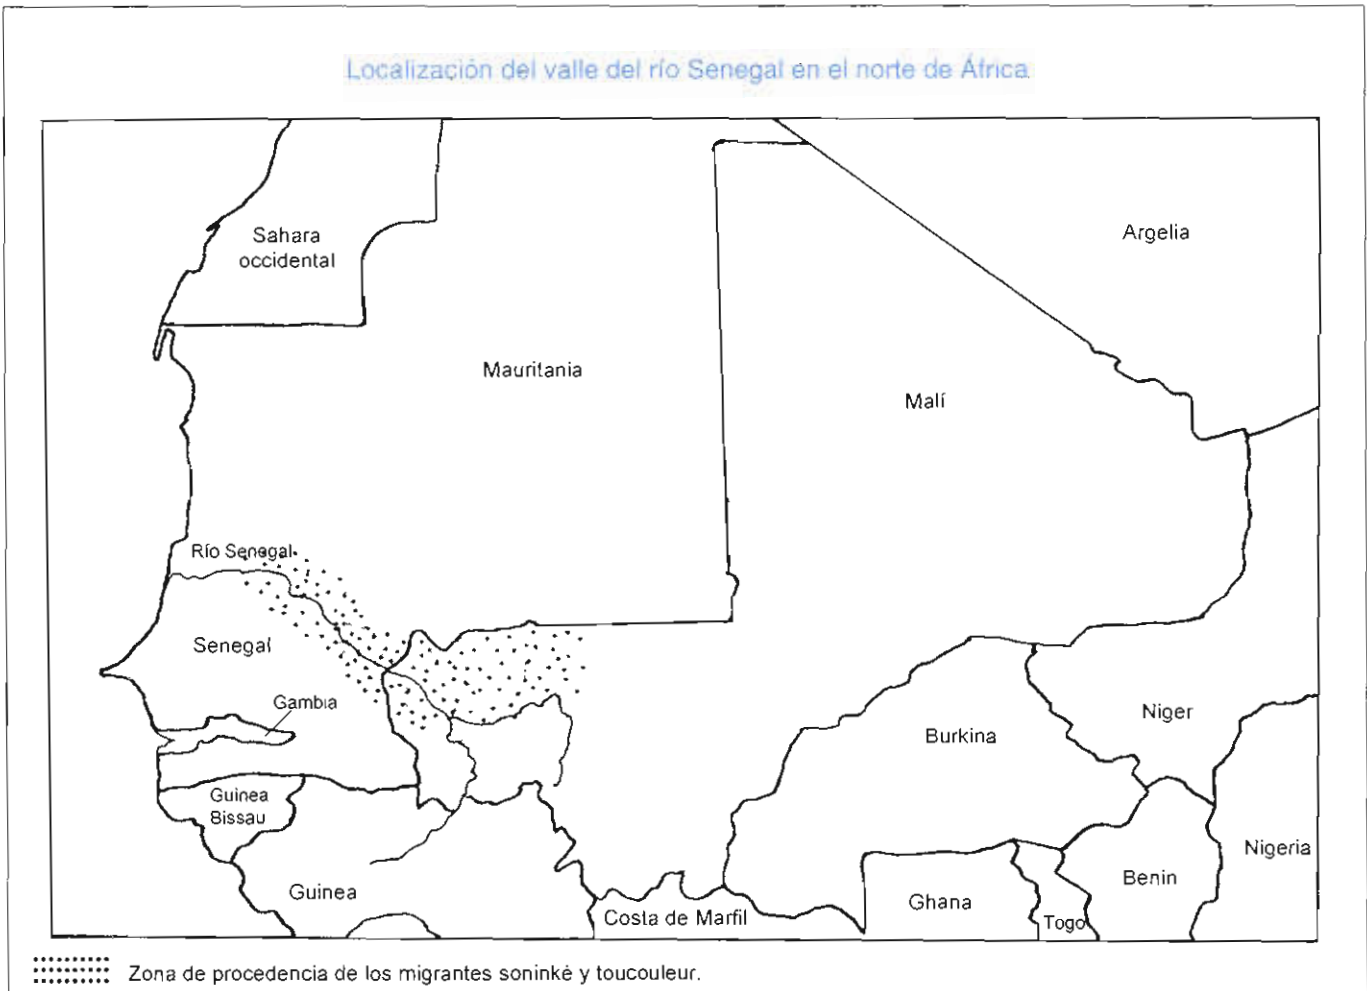 Localización del valle del río Senegal en el norte de África
Sahara
occidental
Argelia
Mauritania
Malí
Río Senegal
Senegal
Gambia
Niger
Burkina
Guinea
Bissau
Nigeria
Benin
Guinea
Ghana
Costa de Marfil
Togo
Zona de procedencia de los migrantes soninké y toucouleur.